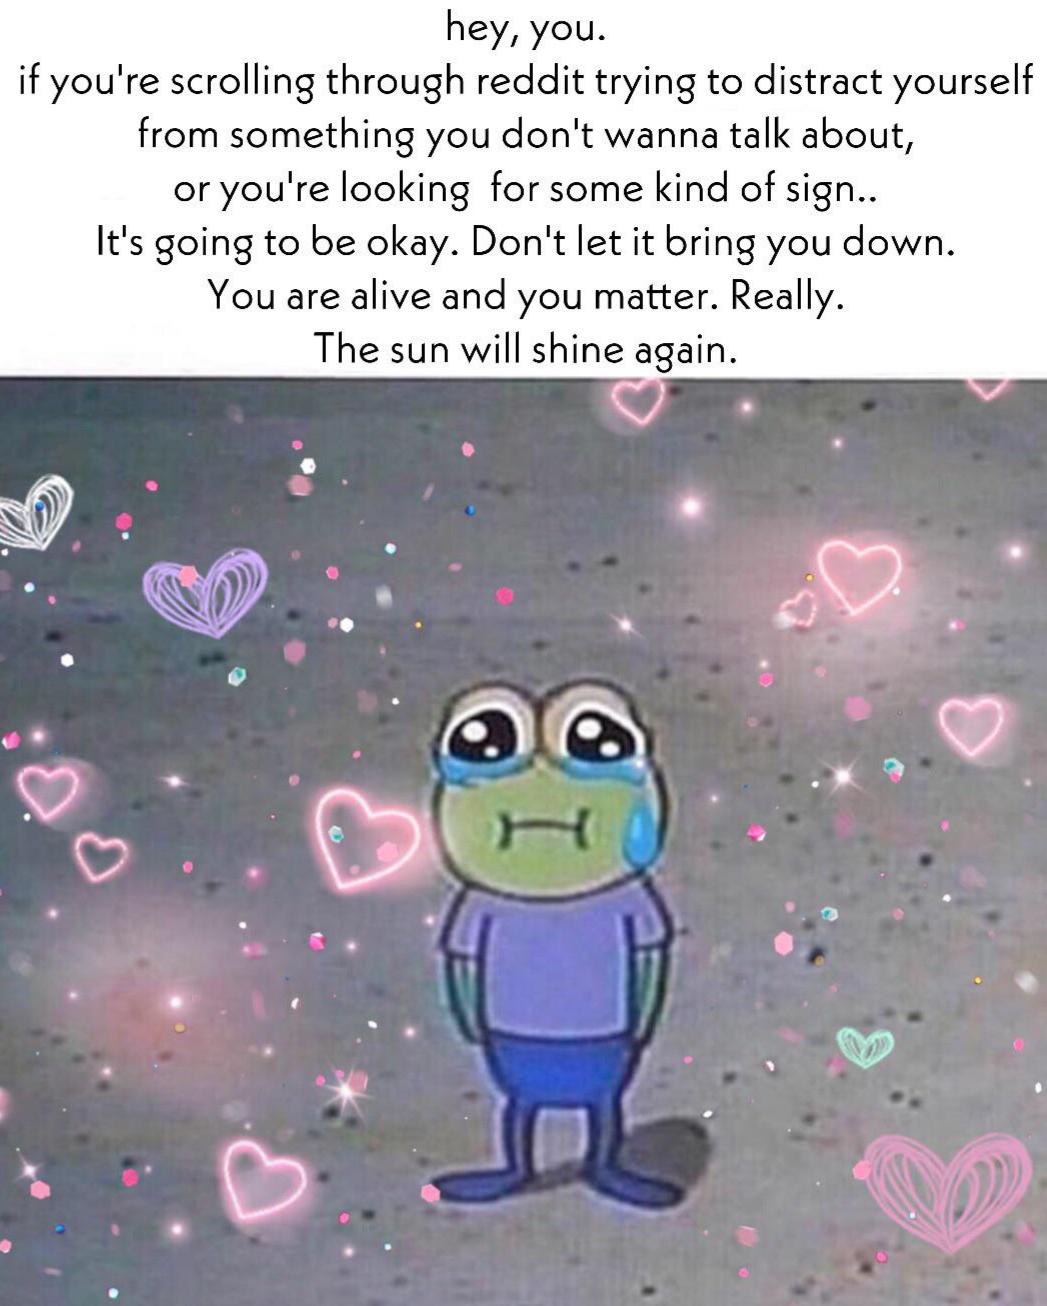 hey, you.
if you're scrolling through reddit trying to distract yourself
from something you don't wanna talk about,
or you're looking for some kind of sign..
It's going to be okay. Don't let it bring you down.
You are alive and you matter. Really.
The sun will shine again.